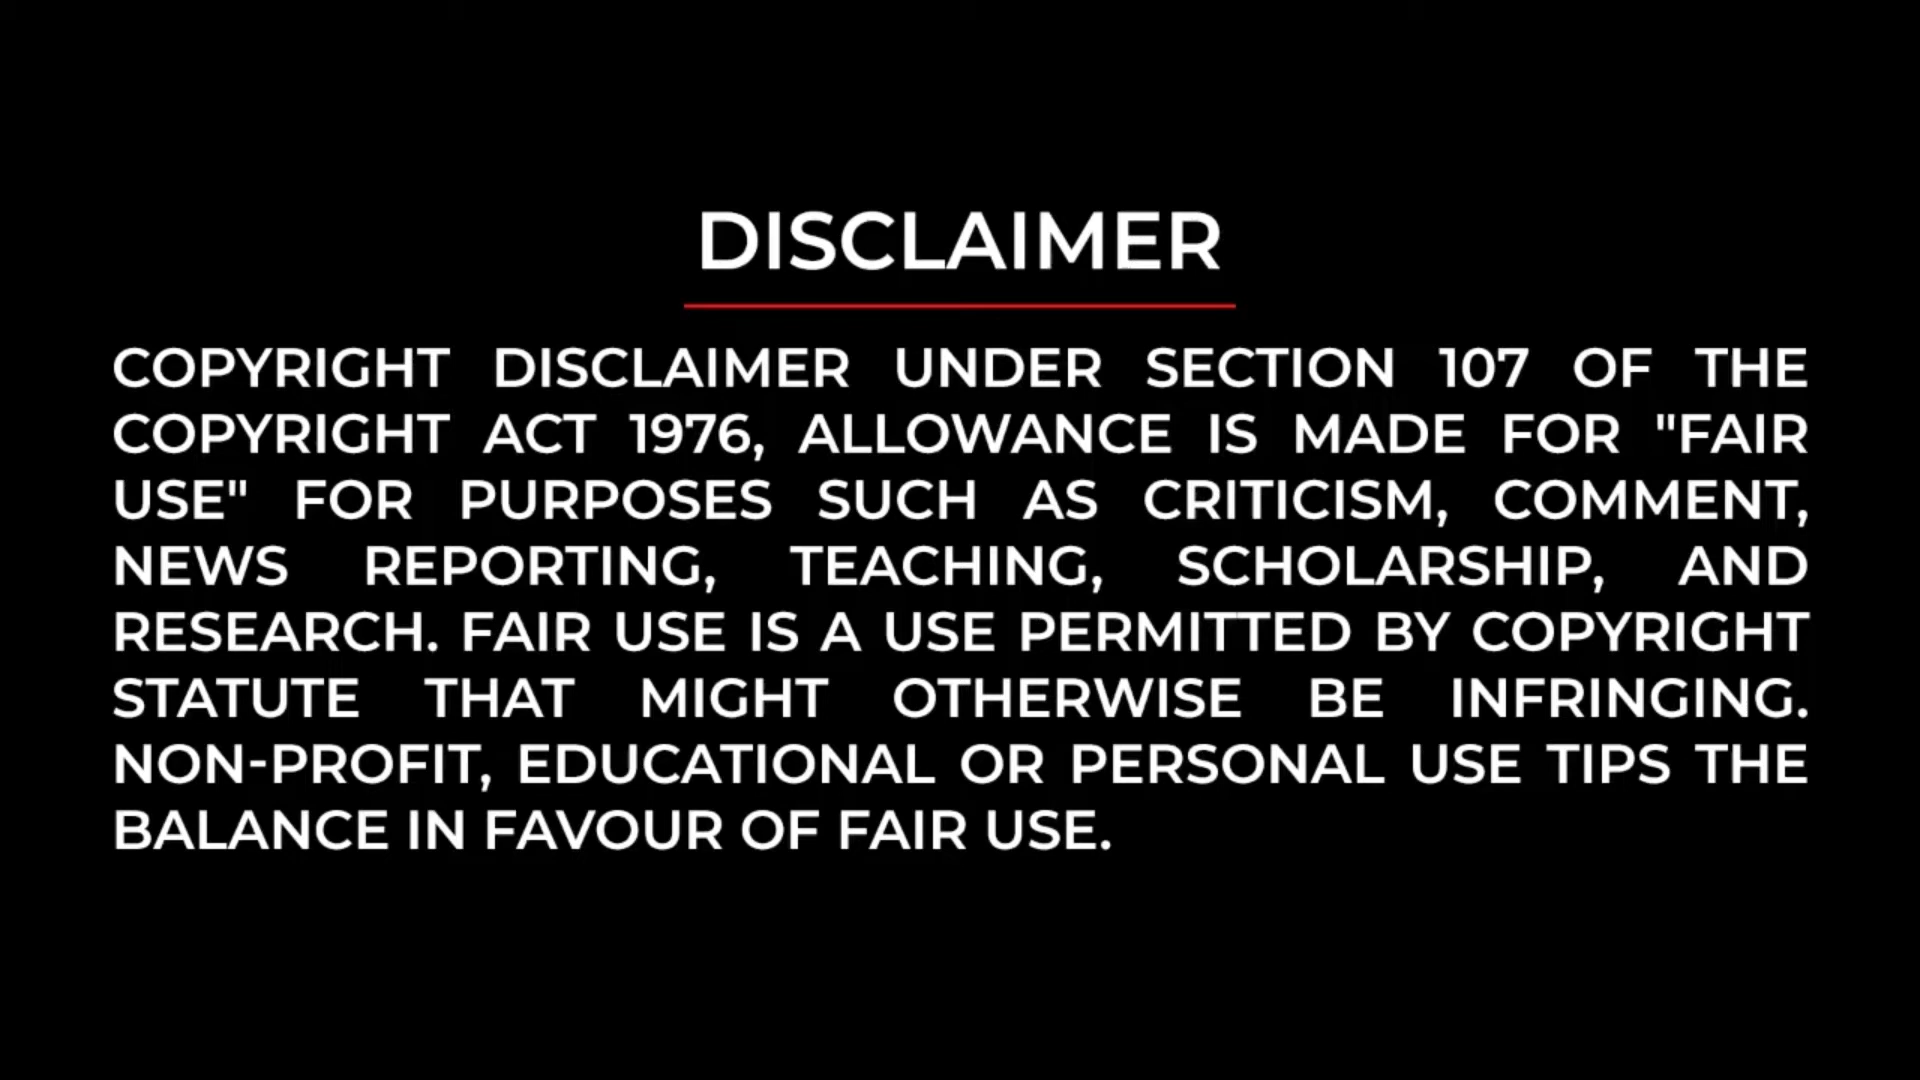 DISCLAIMER
COPYRIGHT DISCLAIMER UNDER SECTION 107 OF THE
COPYRIGHT ACT 1976, ALLOWANCE IS MADE FOR "FAIR
USE" FOR PURPOSES SUCH AS CRITICISM, COMMENT,
NEWS REPORTING, TEACHING, SCHOLARSHIP, AND
RESEARCH. FAIR USE IS A USE PERMITTED BY COPYRIGHT
STATUTE THAT MIGHT OTHERWISE BE INFRINGING.
NON-PROFIT, EDUCATIONAL OR PERSONAL USE TIPS THE
BALANCE IN FAVOUR OF FAIR USE.